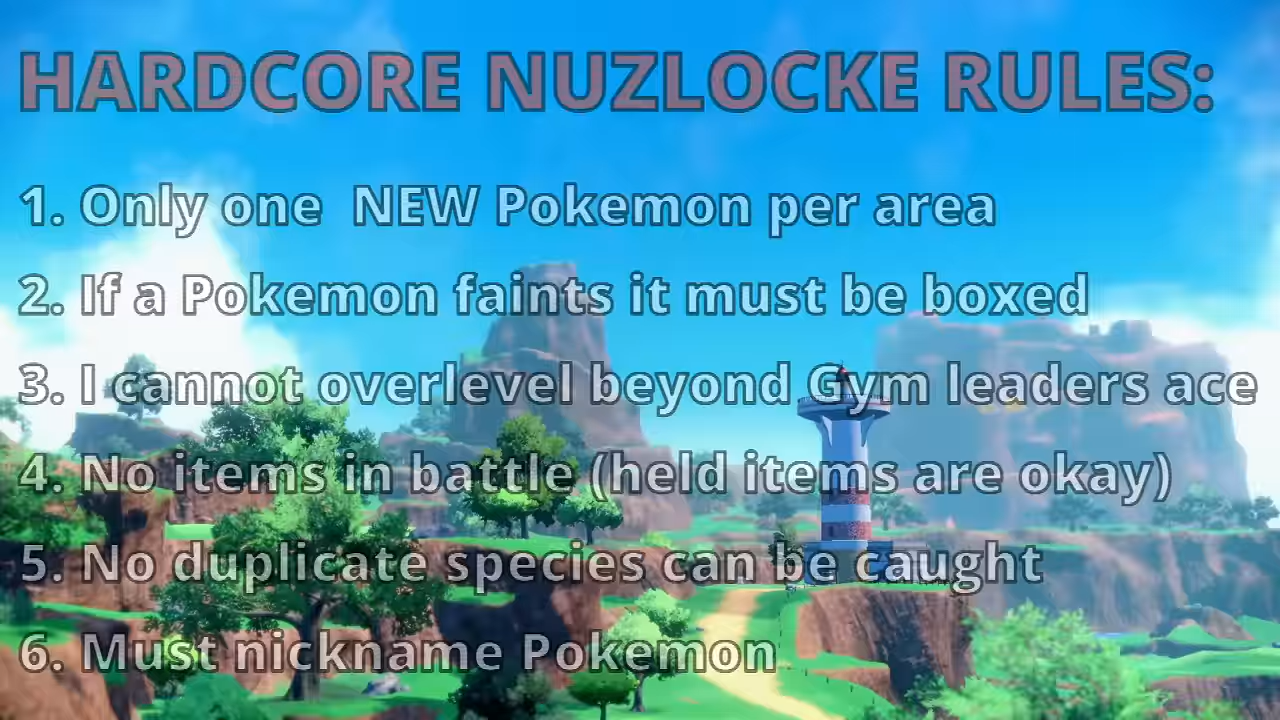 HARDCORE NUZLOCKE RULES:
1. Only one NEW Pokemon per area
2. If a Pokemon faints it must be boxed
3. I cannot overlevel beyond Gym leaders ace
4. No items in battle (held items are okay)
5. No duplicate species can be caught
6. Must nickname Pokemon